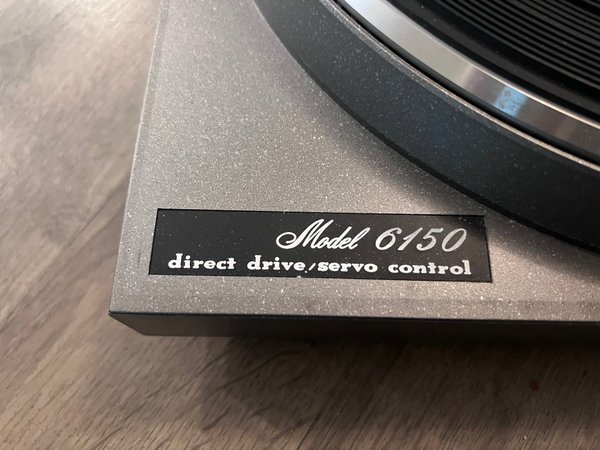 Model 6150
direct drive/servo control